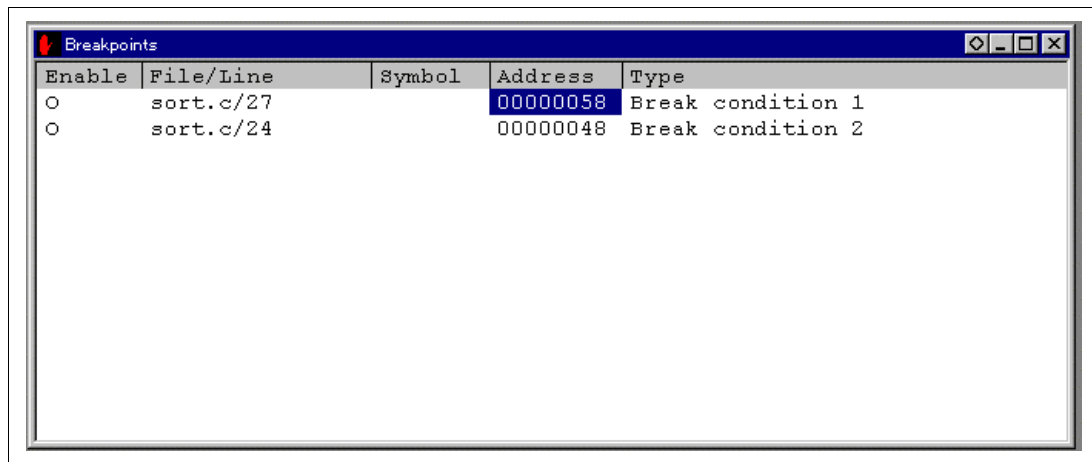 Breakpoints
Enable File/Line Symbol Address Type
O sort.c/27 00000058 Break condition 1
O sort.c/24 00000048 Break condition 2